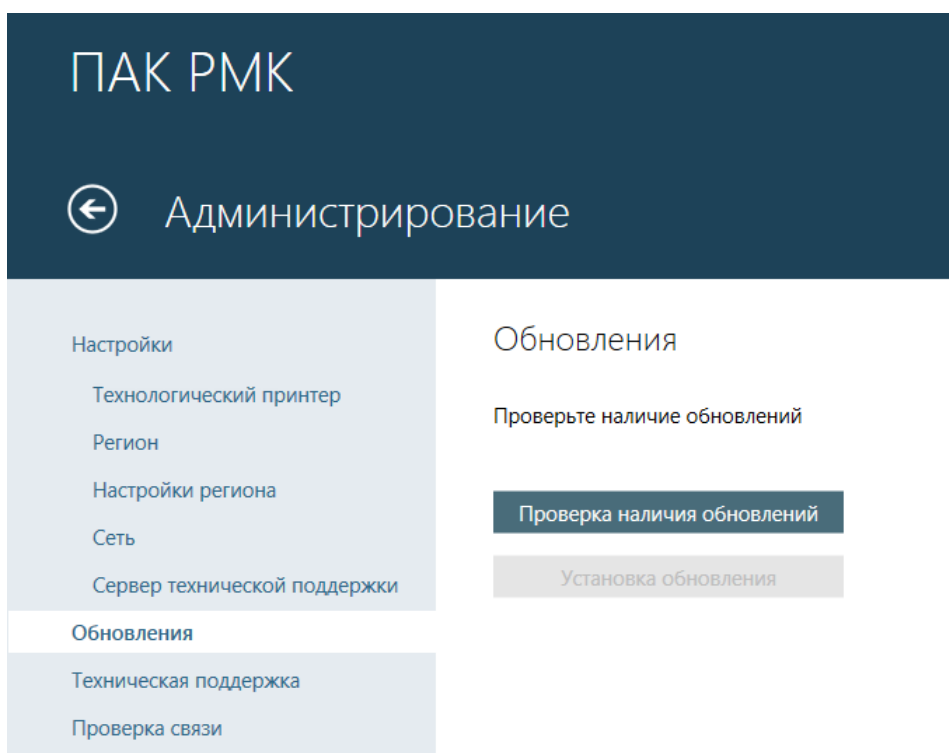 ПАК РМК
Администрирование
Настройки
Технологический принтер
Регион
Настройки региона
Сеть
Сервер технической поддержки
Обновления
Техническая поддержка
Проверка связи
Обновления
Проверьте наличие обновлений
Проверка наличия обновлений
Установка обновления